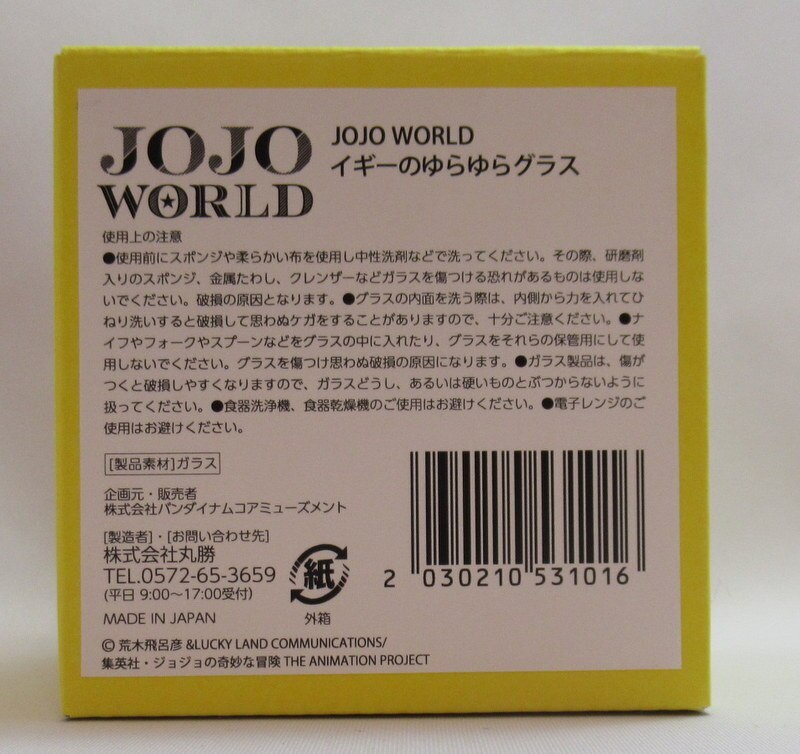 JOJO
WORLD
JOJO WORLD
イギーのゆらゆらグラス
使用上の注意
●使用前にスポンジや柔らかい布を使用し中性洗剤などで洗ってください。その際、研磨剤
入りのスポンジ、金属たわし、クレンザーなどガラスを傷つける恐れがあるものは使用しな
いでください。破損の原因となります。●グラスの内面を洗う際は、内側から力を入れてひ
ねり洗いすると破損して思わぬケガをすることがありますので、十分ご注意ください。●ナ
イフやフォークやスプーンなどをグラスの中に入れたり、グラスをそれらの保管用にして使
用しないでください。グラスを傷つけ思わぬ破損の原因になります。●ガラス製品は、傷が
つくと破損しやすくなりますので、ガラスどうし、あるいは硬いものとぶつからないように
扱ってください。●食器洗浄機、食器乾燥機のご使用はお避けください。●電子レンジのご
使用はお避けください。
[製品素材]ガラス
企画元・販売者
株式会社バンダイナムコアミューズメント
[製造者]・[お問い合わせ先]
株式会社丸勝
TEL.0572-65-3659
(平日 9:00～17:00受付)
MADE IN JAPAN
紙
外箱
2 030210 531016
© 荒木飛呂彦 &LUCKY LAND COMMUNICATIONS/
集英社・ジョジョの奇妙な冒険 THE ANIMATION PROJECT